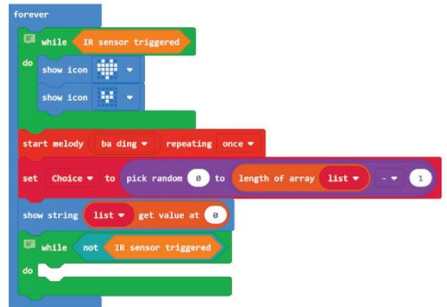 forever
while IR sensor triggered
do show icon
show icon
start melody ba ding repeating once
set Choice to pick random 0 to length of array list - 1
show string list get value at 0
while not IR sensor triggered
do